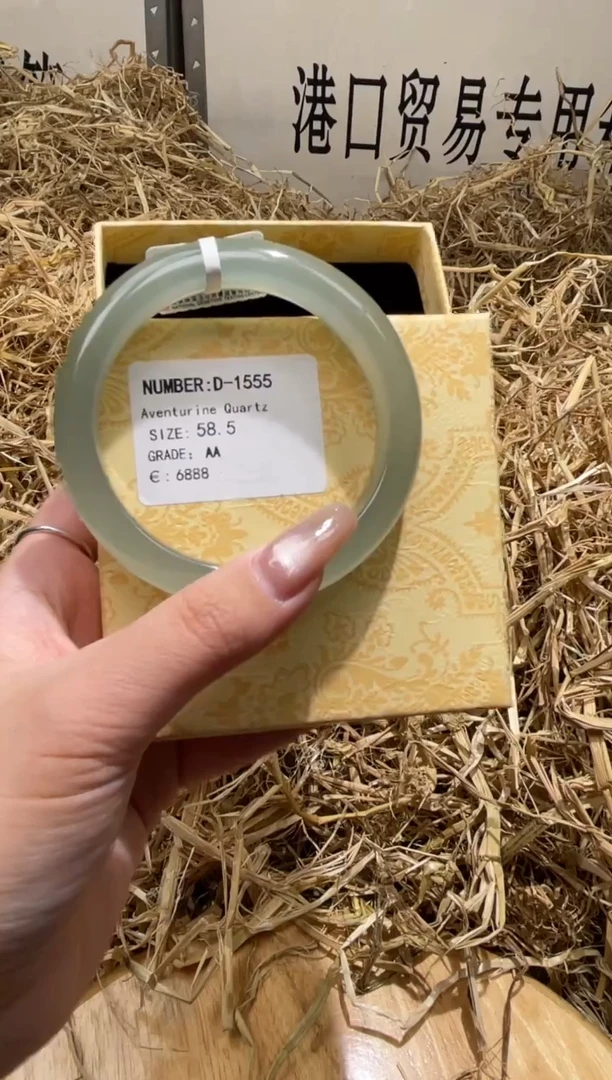 港口贸易专用
NUMBER:D-1555
Aventurine Quartz
SIZE: 58.5
GRADE: AA
€: 6888